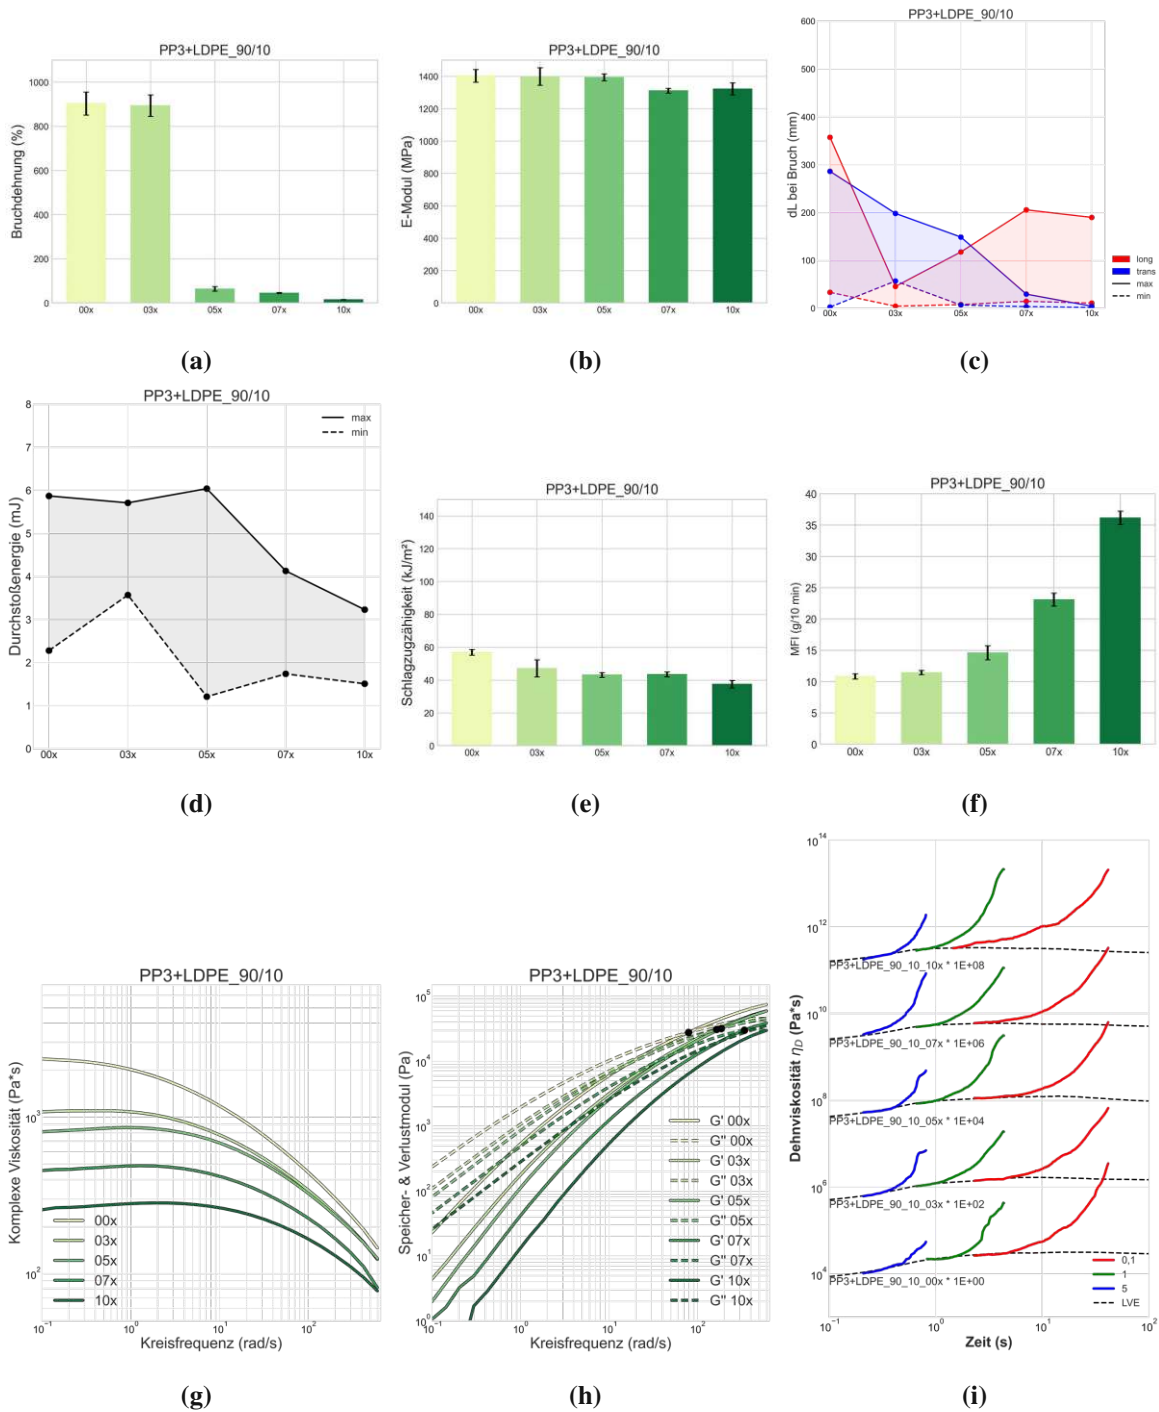 PP3+LDPE_90/10
Bruchdehnung (%)
1000
800
600
400
200
0
00x 03x 05x 07x 10x
(a)
PP3+LDPE_90/10
E-Modul (MPa)
1400
1200
1000
800
600
400
200
0
00x 03x 05x 07x 10x
(b)
PP3+LDPE_90/10
dL bei Bruch (mm)
600
500
400
300
200
100
0
00x 03x 05x 07x 10x
long
trans
max
min
(c)
PP3+LDPE_90/10
Durchstoßenergie (mJ)
8
7
6
5
4
3
2
1
0
00x 03x 05x 07x 10x
max
min
(d)
PP3+LDPE_90/10
Schlagzugzähigkeit (kJ/m²)
140
120
100
80
60
40
20
0
00x 03x 05x 07x 10x
(e)
PP3+LDPE_90/10
MFI (g/10 min)
40
35
30
25
20
15
10
5
0
00x 03x 05x 07x 10x
(f)
PP3+LDPE_90/10
Komplexe Viskosität (Pa*s)
10³
10²
00x
03x
05x
07x
10x
10⁻¹ 10⁰ 10¹ 10²
Kreisfrequenz (rad/s)
(g)
PP3+LDPE_90/10
Speicher- & Verlustmodul (Pa)
10⁵
10⁴
10³
10²
10¹
10⁰
G' 00x
G'' 00x
G' 03x
G'' 03x
G' 05x
G'' 05x
G' 07x
G'' 07x
G' 10x
G'' 10x
10⁻¹ 10⁰ 10¹ 10²
Kreisfrequenz (rad/s)
(h)
Dehnviskosität η_D (Pa*s)
10¹⁴
10¹²
10¹⁰
10⁸
10⁶
10⁴
PP3+LDPE_90_10_10x * 1E+08
PP3+LDPE_90_10_07x * 1E+06
PP3+LDPE_90_10_05x * 1E+04
PP3+LDPE_90_10_03x * 1E+02
PP3+LDPE_90_10_00x * 1E+00
0,1
1
5
LVE
10⁻¹ 10⁰ 10¹ 10²
Zeit (s)
(i)